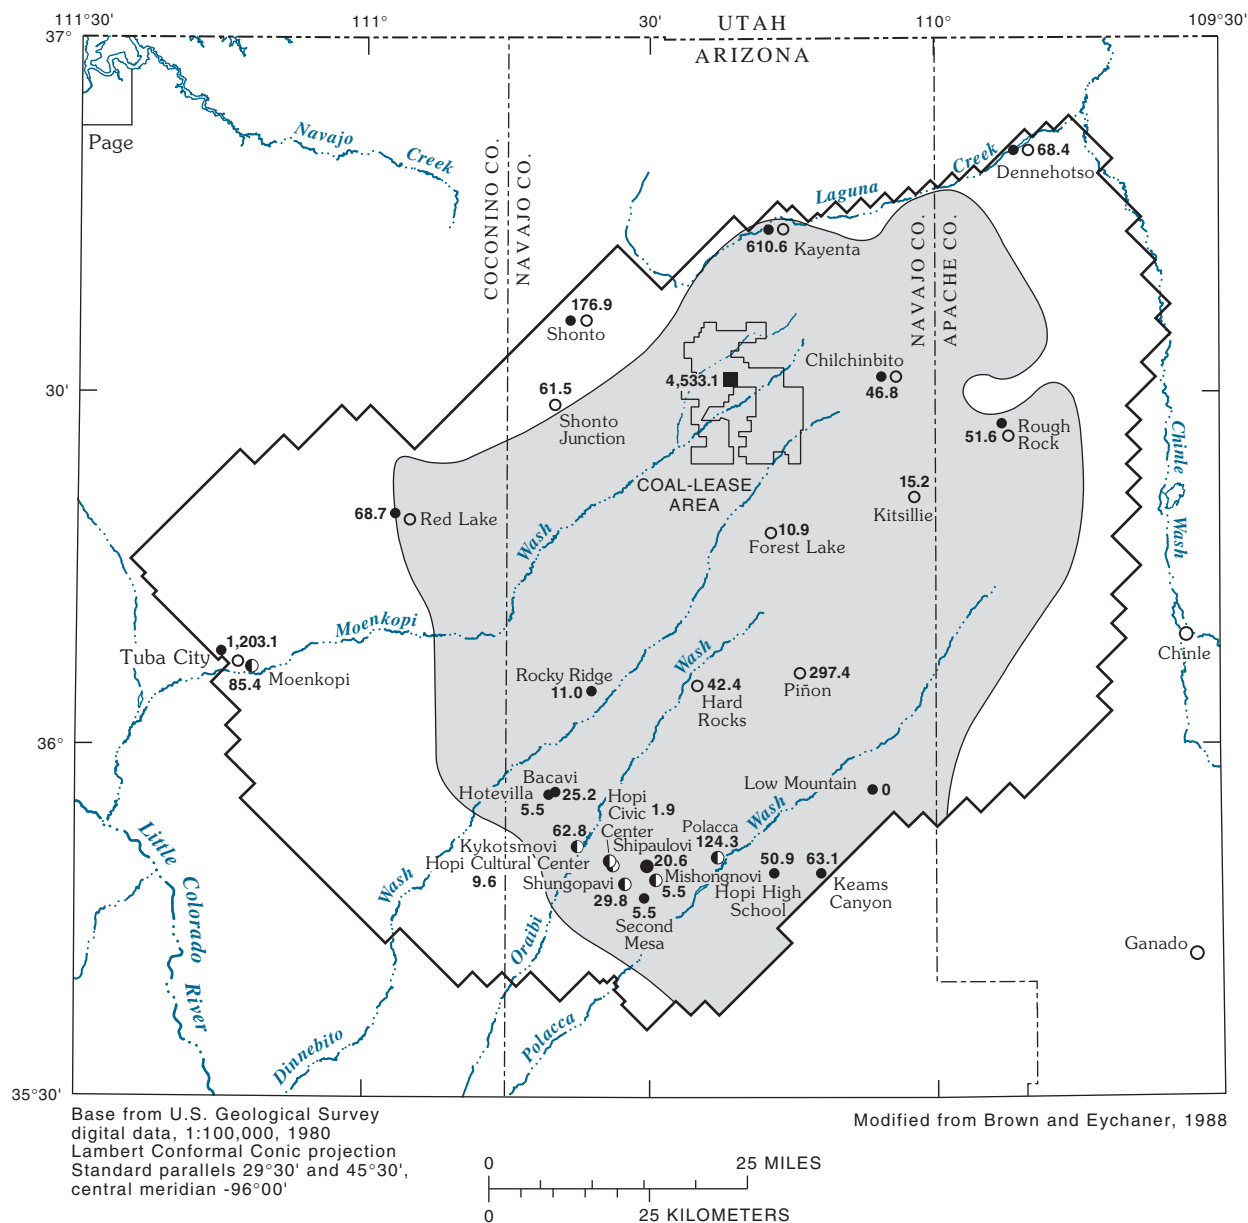 111°30'
111°
30'
110°
109°30'
37°
UTAH
ARIZONA
Page
Navajo
Creek
COCONINO CO.
NAVAJO CO.
Laguna
Creek
68.4
Dennehotso
610.6
Kayenta
NAVAJO CO.
APACHE CO.
176.9
Shonto
Chilchinbito
46.8
4,533.1
30'
61.5
Shonto
Junction
51.6
Rough
Rock
Chinle
Wash
COAL-LEASE
AREA
15.2
Kitsillie
68.7
Red Lake
10.9
Forest Lake
Wash
Moenkopi
1,203.1
Tuba City
85.4
Moenkopi
Chinle
Wash
Rocky Ridge
11.0
42.4
Hard
Rocks
297.4
Piñon
36°
Bacavi
Hotevilla
25.2
5.5
Hopi
Civic
Center
1.9
Low Mountain
0
Wash
Little
Colorado
River
62.8
Kykotsmovi
Shipaulovi
Polacca
124.3
Hopi Cultural Center
9.6
20.6
Mishongnovi
5.5
50.9
Hopi High
School
63.1
Keams
Canyon
Shungopavi
29.8
5.5
Second
Mesa
Wash
Oraibi
Ganado
Polacca
Dinnebito
35°30'
Base from U.S. Geological Survey
digital data, 1:100,000, 1980
Lambert Conformal Conic projection
Standard parallels 29°30' and 45°30',
central meridian -96°00'
Modified from Brown and Eychaner, 1988
0
25 MILES
0
25 KILOMETERS